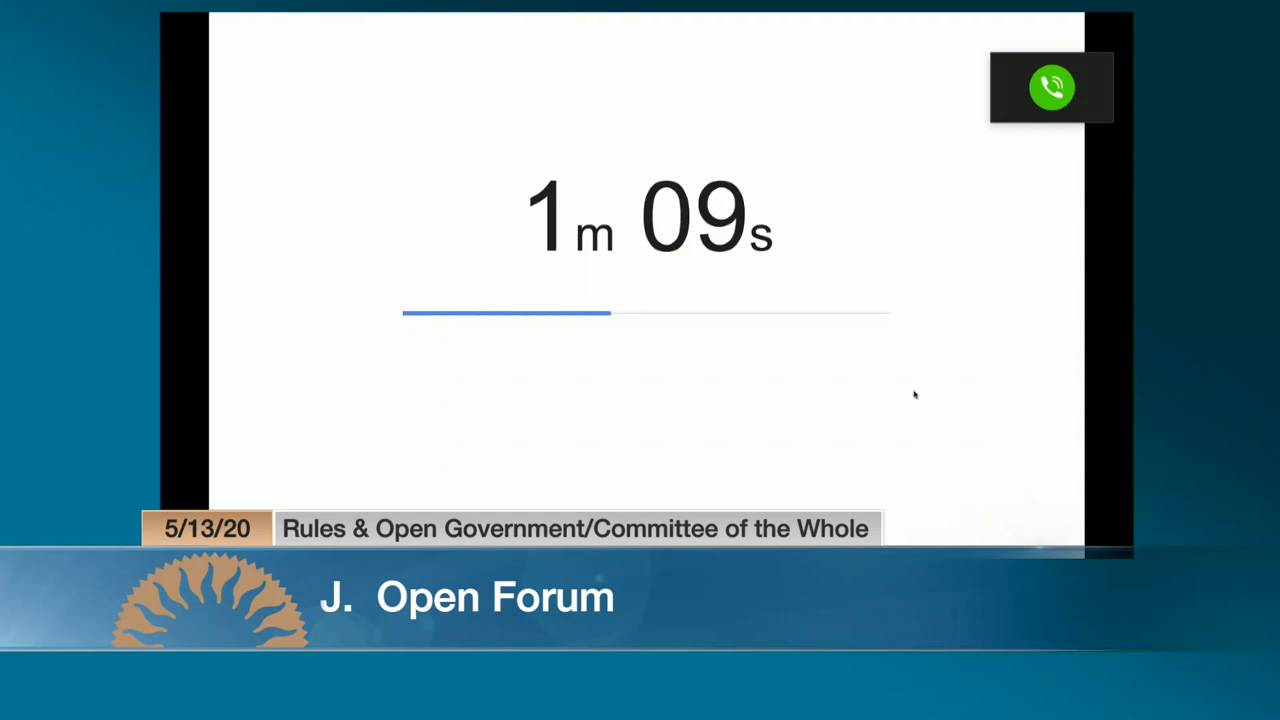 1m 09s
5/13/20 Rules & Open Government/Committee of the Whole
J. Open Forum